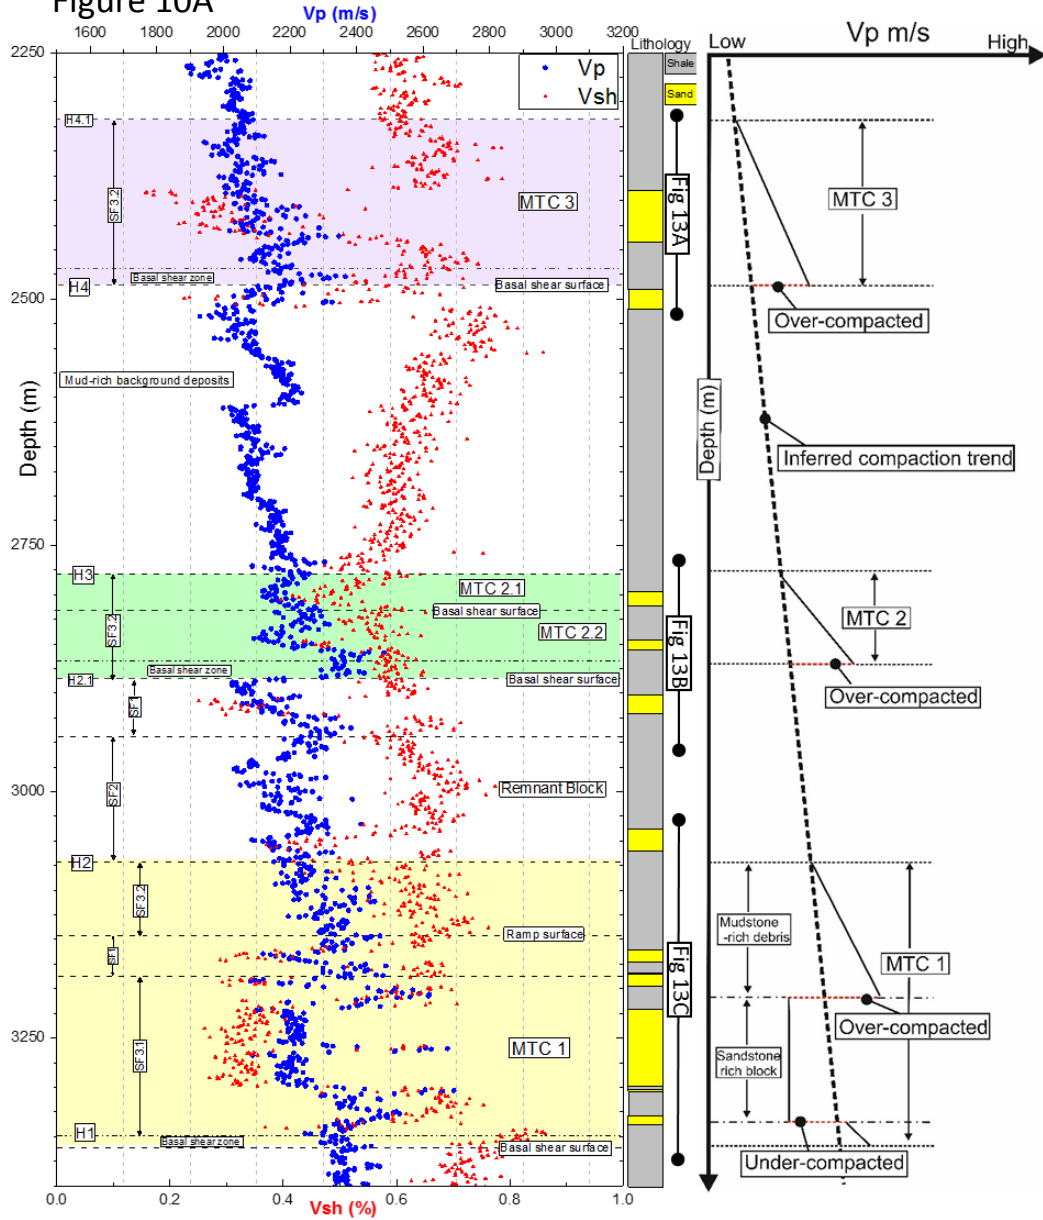 Figure 10A
Vp (m/s)
1600 1800 2000 2200 2400 2600 2800 3000 3200
Lithology
Low
Vp m/s
High
2250
Vp
Vsh
Shale
Sand
H4.1
SF3.2
MTC 3
Fig 13A
MTC 3
Basal shear zone
H4
Basal shear surface
2500
Over-compacted
Mud-rich background deposits
Depth (m)
Depth (m)
Inferred compaction trend
2750
H3
MTC 2.1
Basal shear surface
SF3.2
MTC 2.2
Fig 13B
MTC 2
Basal shear zone
H2.1
Basal shear surface
Over-compacted
SF1
SF2
3000
Remnant Block
H2
SF3.2
Mudstone
-rich debris
Ramp surface
SF1
Fig 13C
MTC 1
Over-compacted
3250
SF3.1
MTC 1
Sandstone
rich block
H1
Basal shear zone
Basal shear surface
Under-compacted
0.0 0.2 0.4 0.6 0.8 1.0
Vsh (%)